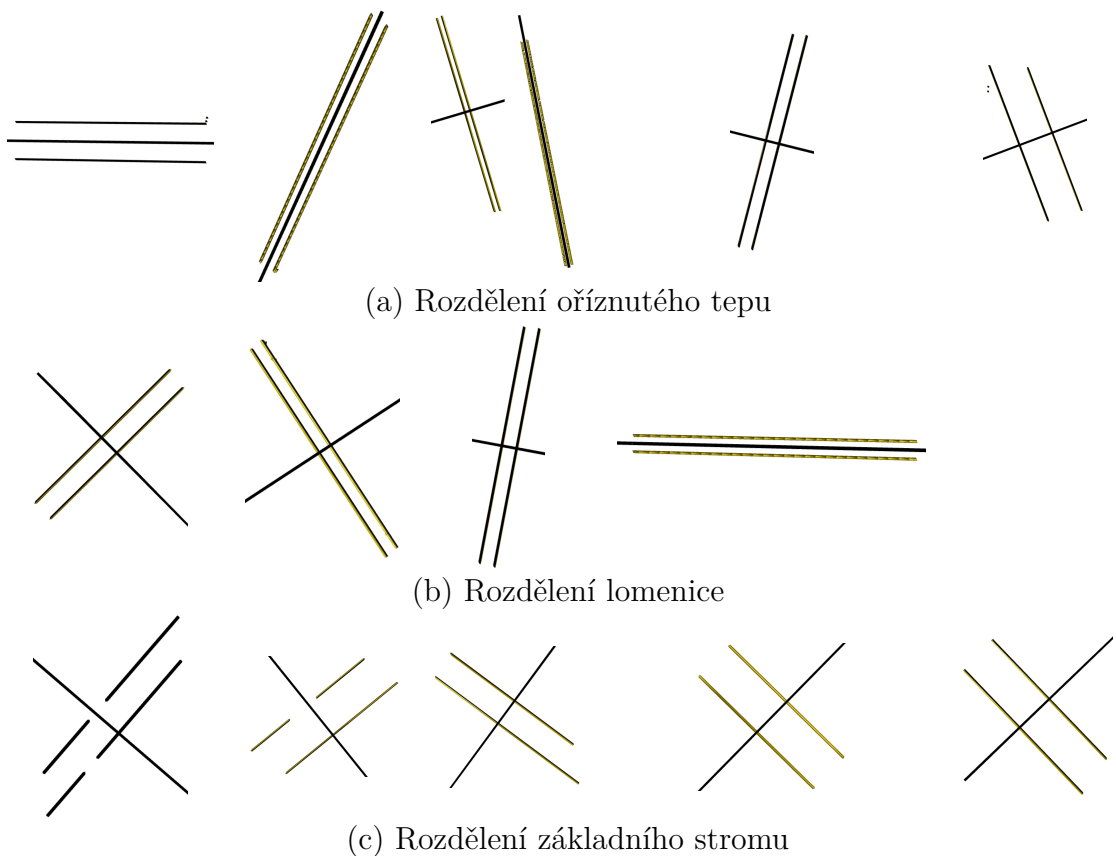 (a) Rozdělení oříznutého tepu
(b) Rozdělení lomenice
(c) Rozdělení základního stromu